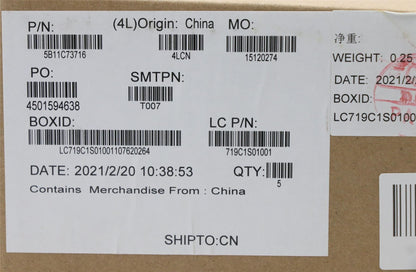 P/N: (4L)Origin: China MO:
5B11C73716 4LCN 15120274
PO: SMTPN:
4501594638 T007
BOXID: LC P/N:
LC719C1S01001107620264 719C1S01001
DATE: 2021/2/20 10:38:53 QTY:
5
Contains Merchandise From : China
SHIPTO:CN
净重:
WEIGHT: 0.25
DATE: 2021/2/
BOXID:
LC719C1S01001